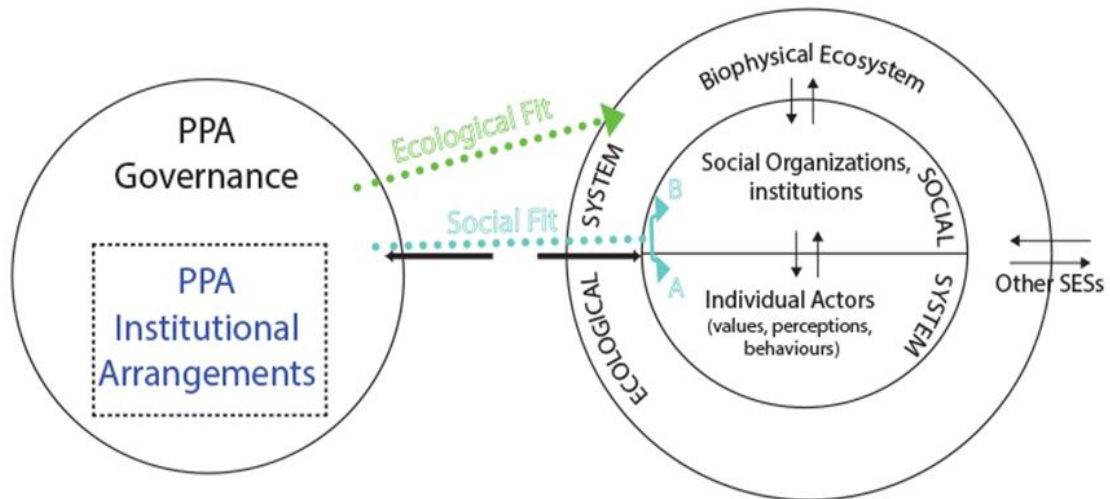 PPA
Governance
PPA
Institutional
Arrangements
Ecological Fit
Social Fit
Biophysical Ecosystem
ECOLOGICAL
SYSTEM
Social Organizations,
institutions
SOCIAL
SYSTEM
B
A
Individual Actors
(values, perceptions,
behaviours)
Other SESs